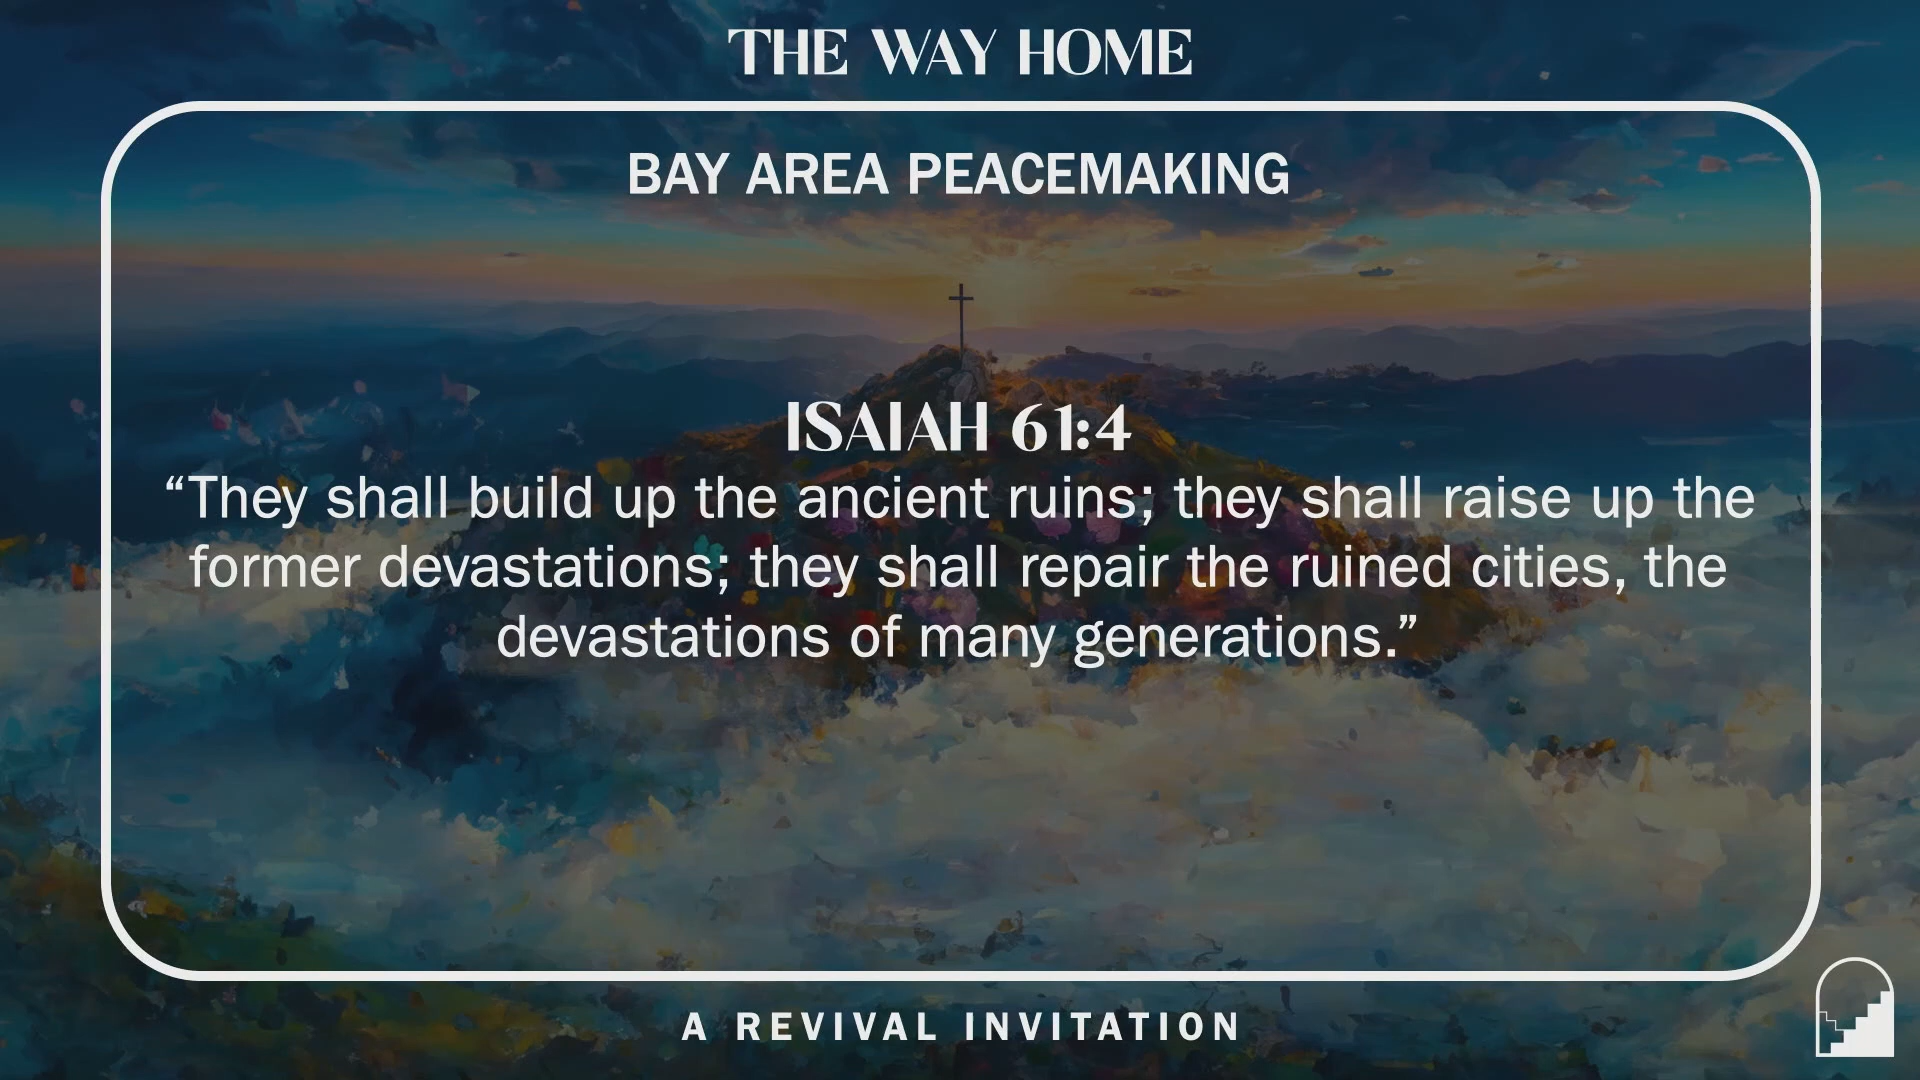 THE WAY HOME
BAY AREA PEACEMAKING
ISAIAH 61:4
“They shall build up the ancient ruins; they shall raise up the
former devastations; they shall repair the ruined cities, the
devastations of many generations.”
A REVIVAL INVITATION